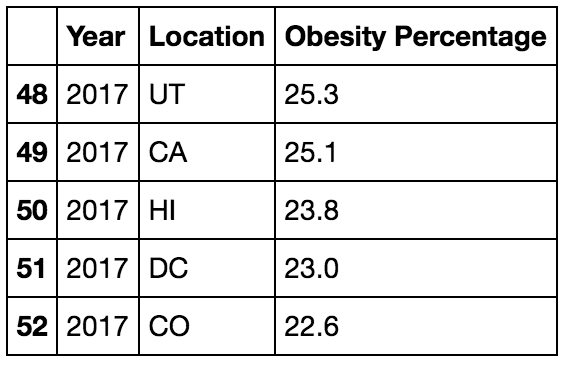 Year Location Obesity Percentage
48 2017 UT 25.3
49 2017 CA 25.1
50 2017 HI 23.8
51 2017 DC 23.0
52 2017 CO 22.6